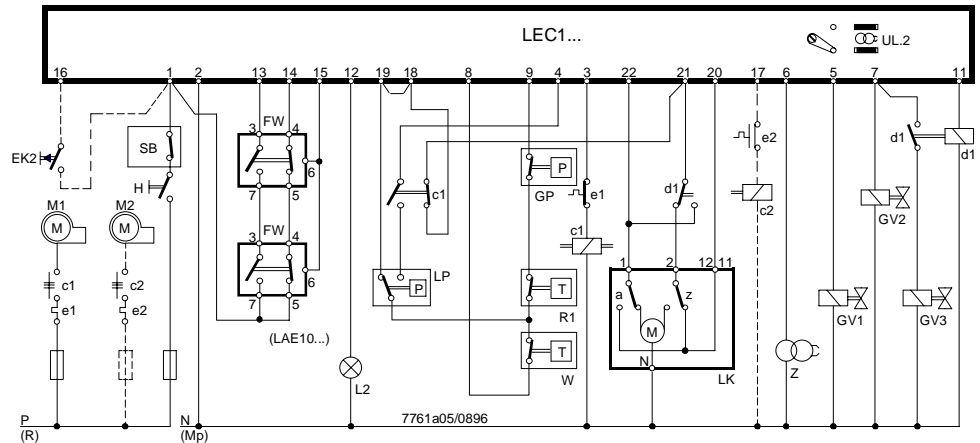 LEC1...
UL.2
16 1 2 13 14 15 12 19 18 8 9 4 3 22 21 20 17 6 5 7 11
3 FW 4
SB
e2
d1
d1
EK2
6
P
H
c1
GP
e1
d1
7 5
c2
GV2
M1 M2
c1
M M
3 FW 4
1 2 12 11
LP
6
P
T
a z
c1 c2
R1
M
GV1 GV3
e1 e2
7 5
(LAE10...)
T
N
Z
L2
W
LK
P
(R)
N
(Mp)
7761a05/0896